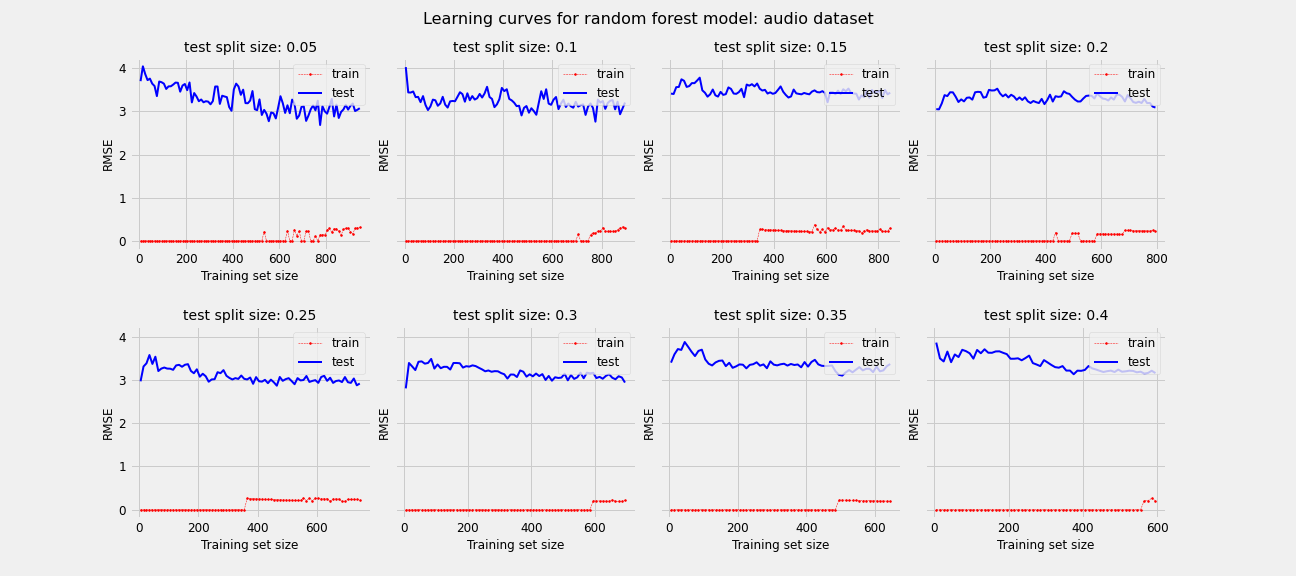 Learning curves for random forest model: audio dataset
test split size: 0.05
test split size: 0.1
test split size: 0.15
test split size: 0.2
4
3
2
1
0
RMSE
train
test
RMSE
train
test
RMSE
train
test
RMSE
train
test
0 200 400 600 800
0 200 400 600 800
0 200 400 600 800
0 200 400 600 800
Training set size
Training set size
Training set size
Training set size
test split size: 0.25
test split size: 0.3
test split size: 0.35
test split size: 0.4
4
3
2
1
0
RMSE
train
test
RMSE
train
test
RMSE
train
test
RMSE
train
test
0 200 400 600
0 200 400 600
0 200 400 600
0 200 400 600
Training set size
Training set size
Training set size
Training set size